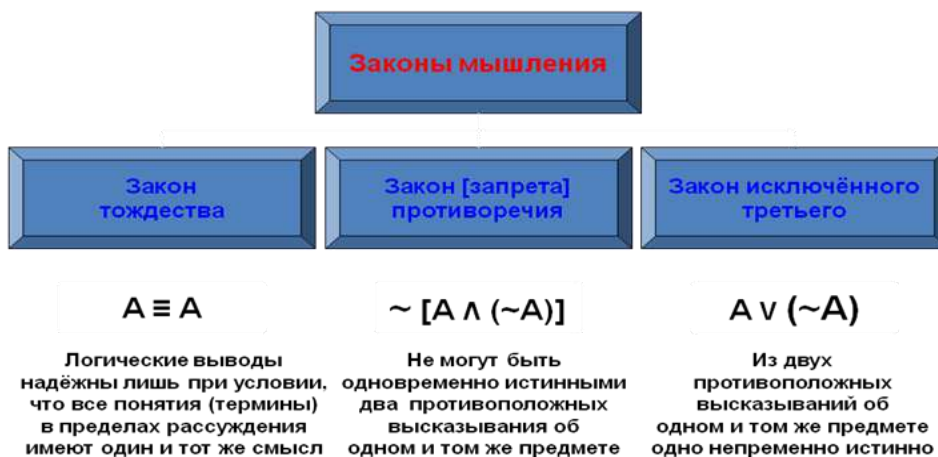 Законы мышления
Закон
тождества
Закон [запрета]
противоречия
Закон исключённого
третьего
A ≡ A
~ [A ∧ (~A)]
A ∨ (~A)
Логические выводы
надёжны лишь при условии,
что все понятия (термины)
в пределах рассуждения
имеют один и тот же смысл
Не могут быть
одновременно истинными
два противоположных
высказывания об
одном и том же предмете
Из двух
противоположных
высказываний об
одном и том же предмете
одно непременно истинно